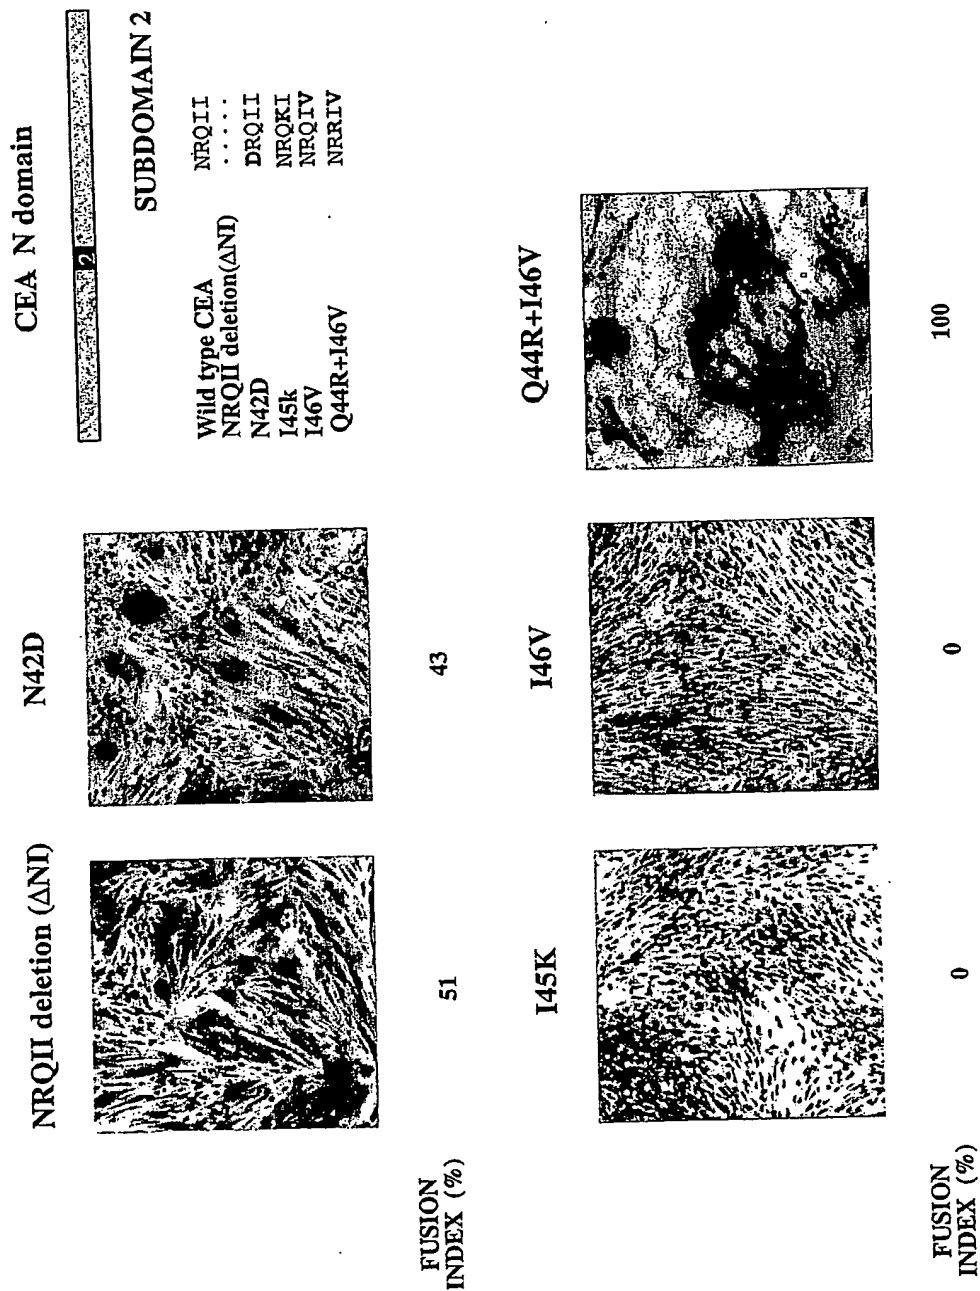 CEA N domain
2
SUBDOMAIN 2
Wild type CEA NRQII
NRQII deletion(ΔNI) .....
N42D DRQII
I45k NRQKI
I46V NRQIV
Q44R+I46V NRRIV
NRQII deletion (ΔNI)
N42D
FUSION
INDEX (%)
51
43
I45K
I46V
Q44R+I46V
FUSION
INDEX (%)
0
0
100